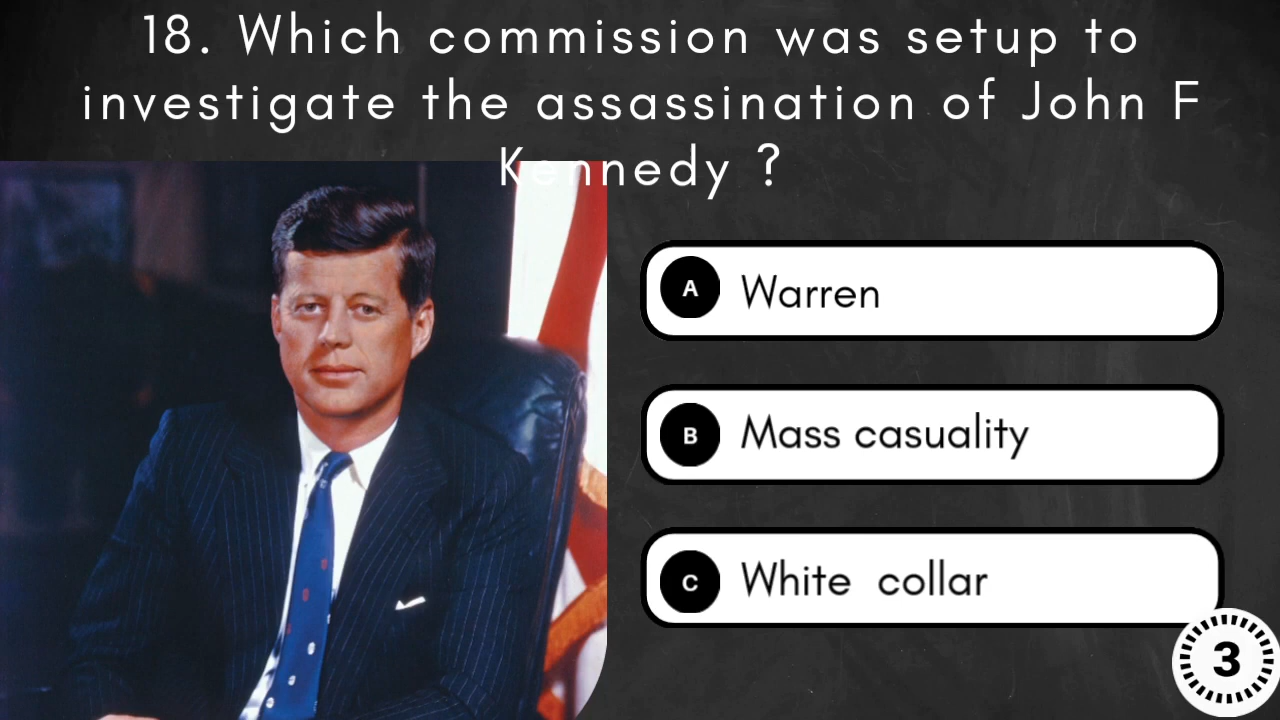 18. Which commission was setup to
investigate the assassination of John F
Kennedy ?
A Warren
B Mass casuality
C White collar
3